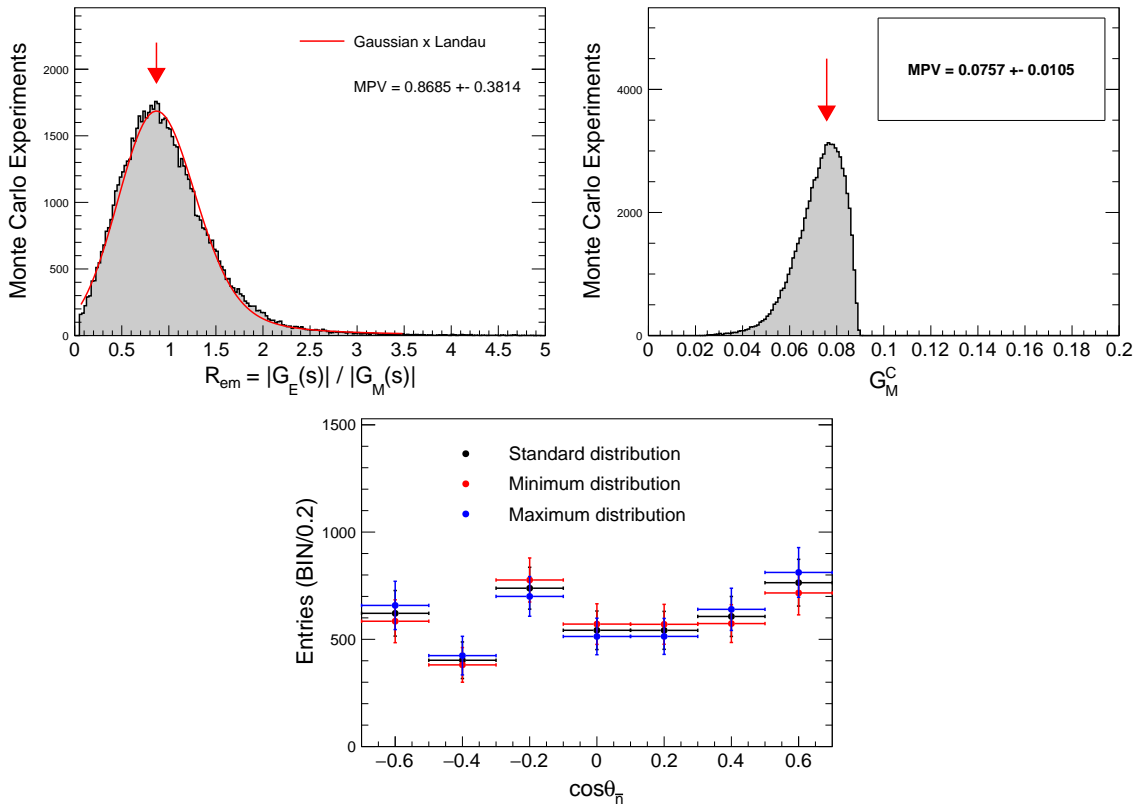 Monte Carlo Experiments
2000
1500
1000
500
0
Gaussian x Landau
MPV = 0.8685 +- 0.3814
0 0.5 1 1.5 2 2.5 3 3.5 4 4.5 5
R_em = |G_E(s)| / |G_M(s)|
Monte Carlo Experiments
4000
2000
0
MPV = 0.0757 +- 0.0105
0 0.02 0.04 0.06 0.08 0.1 0.12 0.14 0.16 0.18 0.2
G_M^C
Entries (BIN/0.2)
1500
1000
500
0
Standard distribution
Minimum distribution
Maximum distribution
−0.6 −0.4 −0.2 0 0.2 0.4 0.6
cosθ_n̅